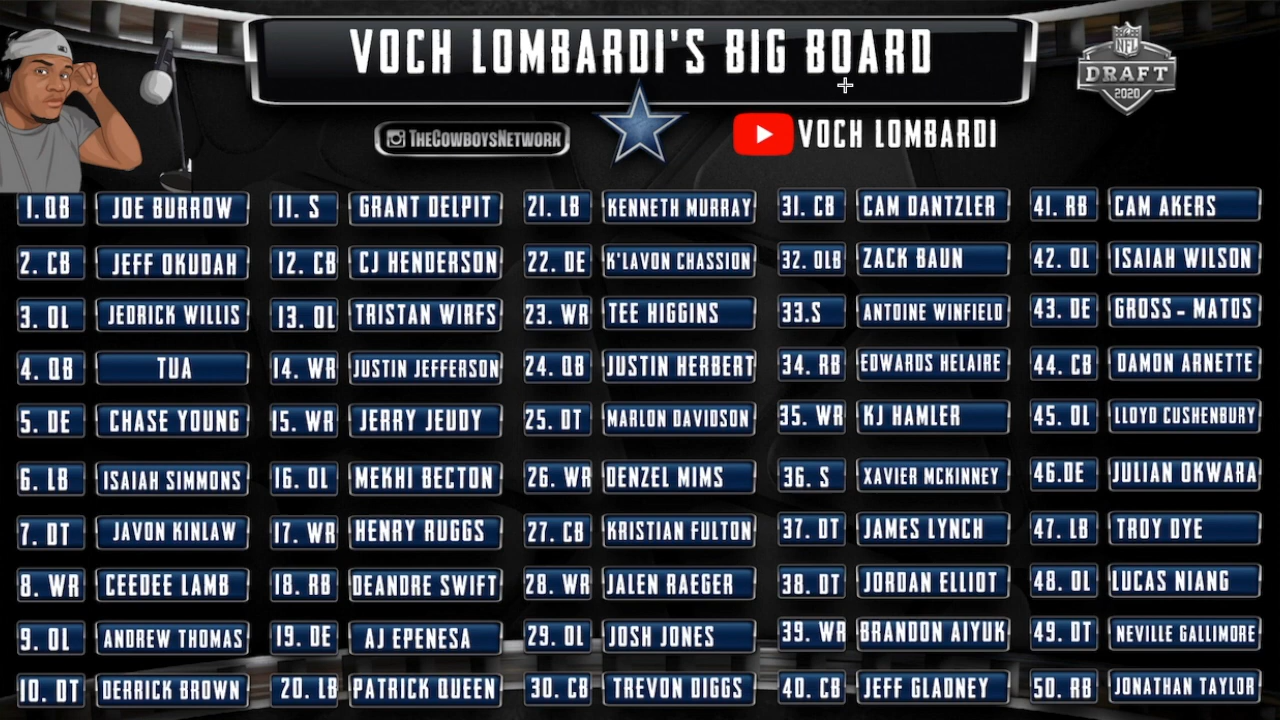 VOCH LOMBARDI'S BIG BOARD
NFL
DRAFT
2020
THECOWBOYSNETWORK
VOCH LOMBARDI
1. QB JOE BURROW
2. CB JEFF OKUDAH
3. OL JEDRICK WILLIS
4. QB TUA
5. DE CHASE YOUNG
6. LB ISAIAH SIMMONS
7. DT JAVON KINLAW
8. WR CEEDEE LAMB
9. OL ANDREW THOMAS
10. DT DERRICK BROWN
11. S GRANT DELPIT
12. CB CJ HENDERSON
13. OL TRISTAN WIRFS
14. WR JUSTIN JEFFERSON
15. WR JERRY JEUDY
16. OL MEKHI BECTON
17. WR HENRY RUGGS
18. RB DEANDRE SWIFT
19. DE AJ EPENESA
20. LB PATRICK QUEEN
21. LB KENNETH MURRAY
22. DE K'LAVON CHASSION
23. WR TEE HIGGINS
24. QB JUSTIN HERBERT
25. DT MARLON DAVIDSON
26. WR DENZEL MIMS
27. CB KRISTIAN FULTON
28. WR JALEN RAEGER
29. OL JOSH JONES
30. CB TREVON DIGGS
31. CB CAM DANTZLER
32. OLB ZACK BAUN
33.S ANTOINE WINFIELD
34. RB EDWARDS HELAIRE
35. WR KJ HAMLER
36. S XAVIER MCKINNEY
37. DT JAMES LYNCH
38. DT JORDAN ELLIOT
39. WR BRANDON AIYUK
40. CB JEFF GLADNEY
41. RB CAM AKERS
42. OL ISAIAH WILSON
43. DE GROSS - MATOS
44. CB DAMON ARNETTE
45. OL LLOYD CUSHENBURY
46.DE JULIAN OKWARA
47. LB TROY DYE
48. OL LUCAS NIANG
49. DT NEVILLE GALLIMORE
50. RB JONATHAN TAYLOR